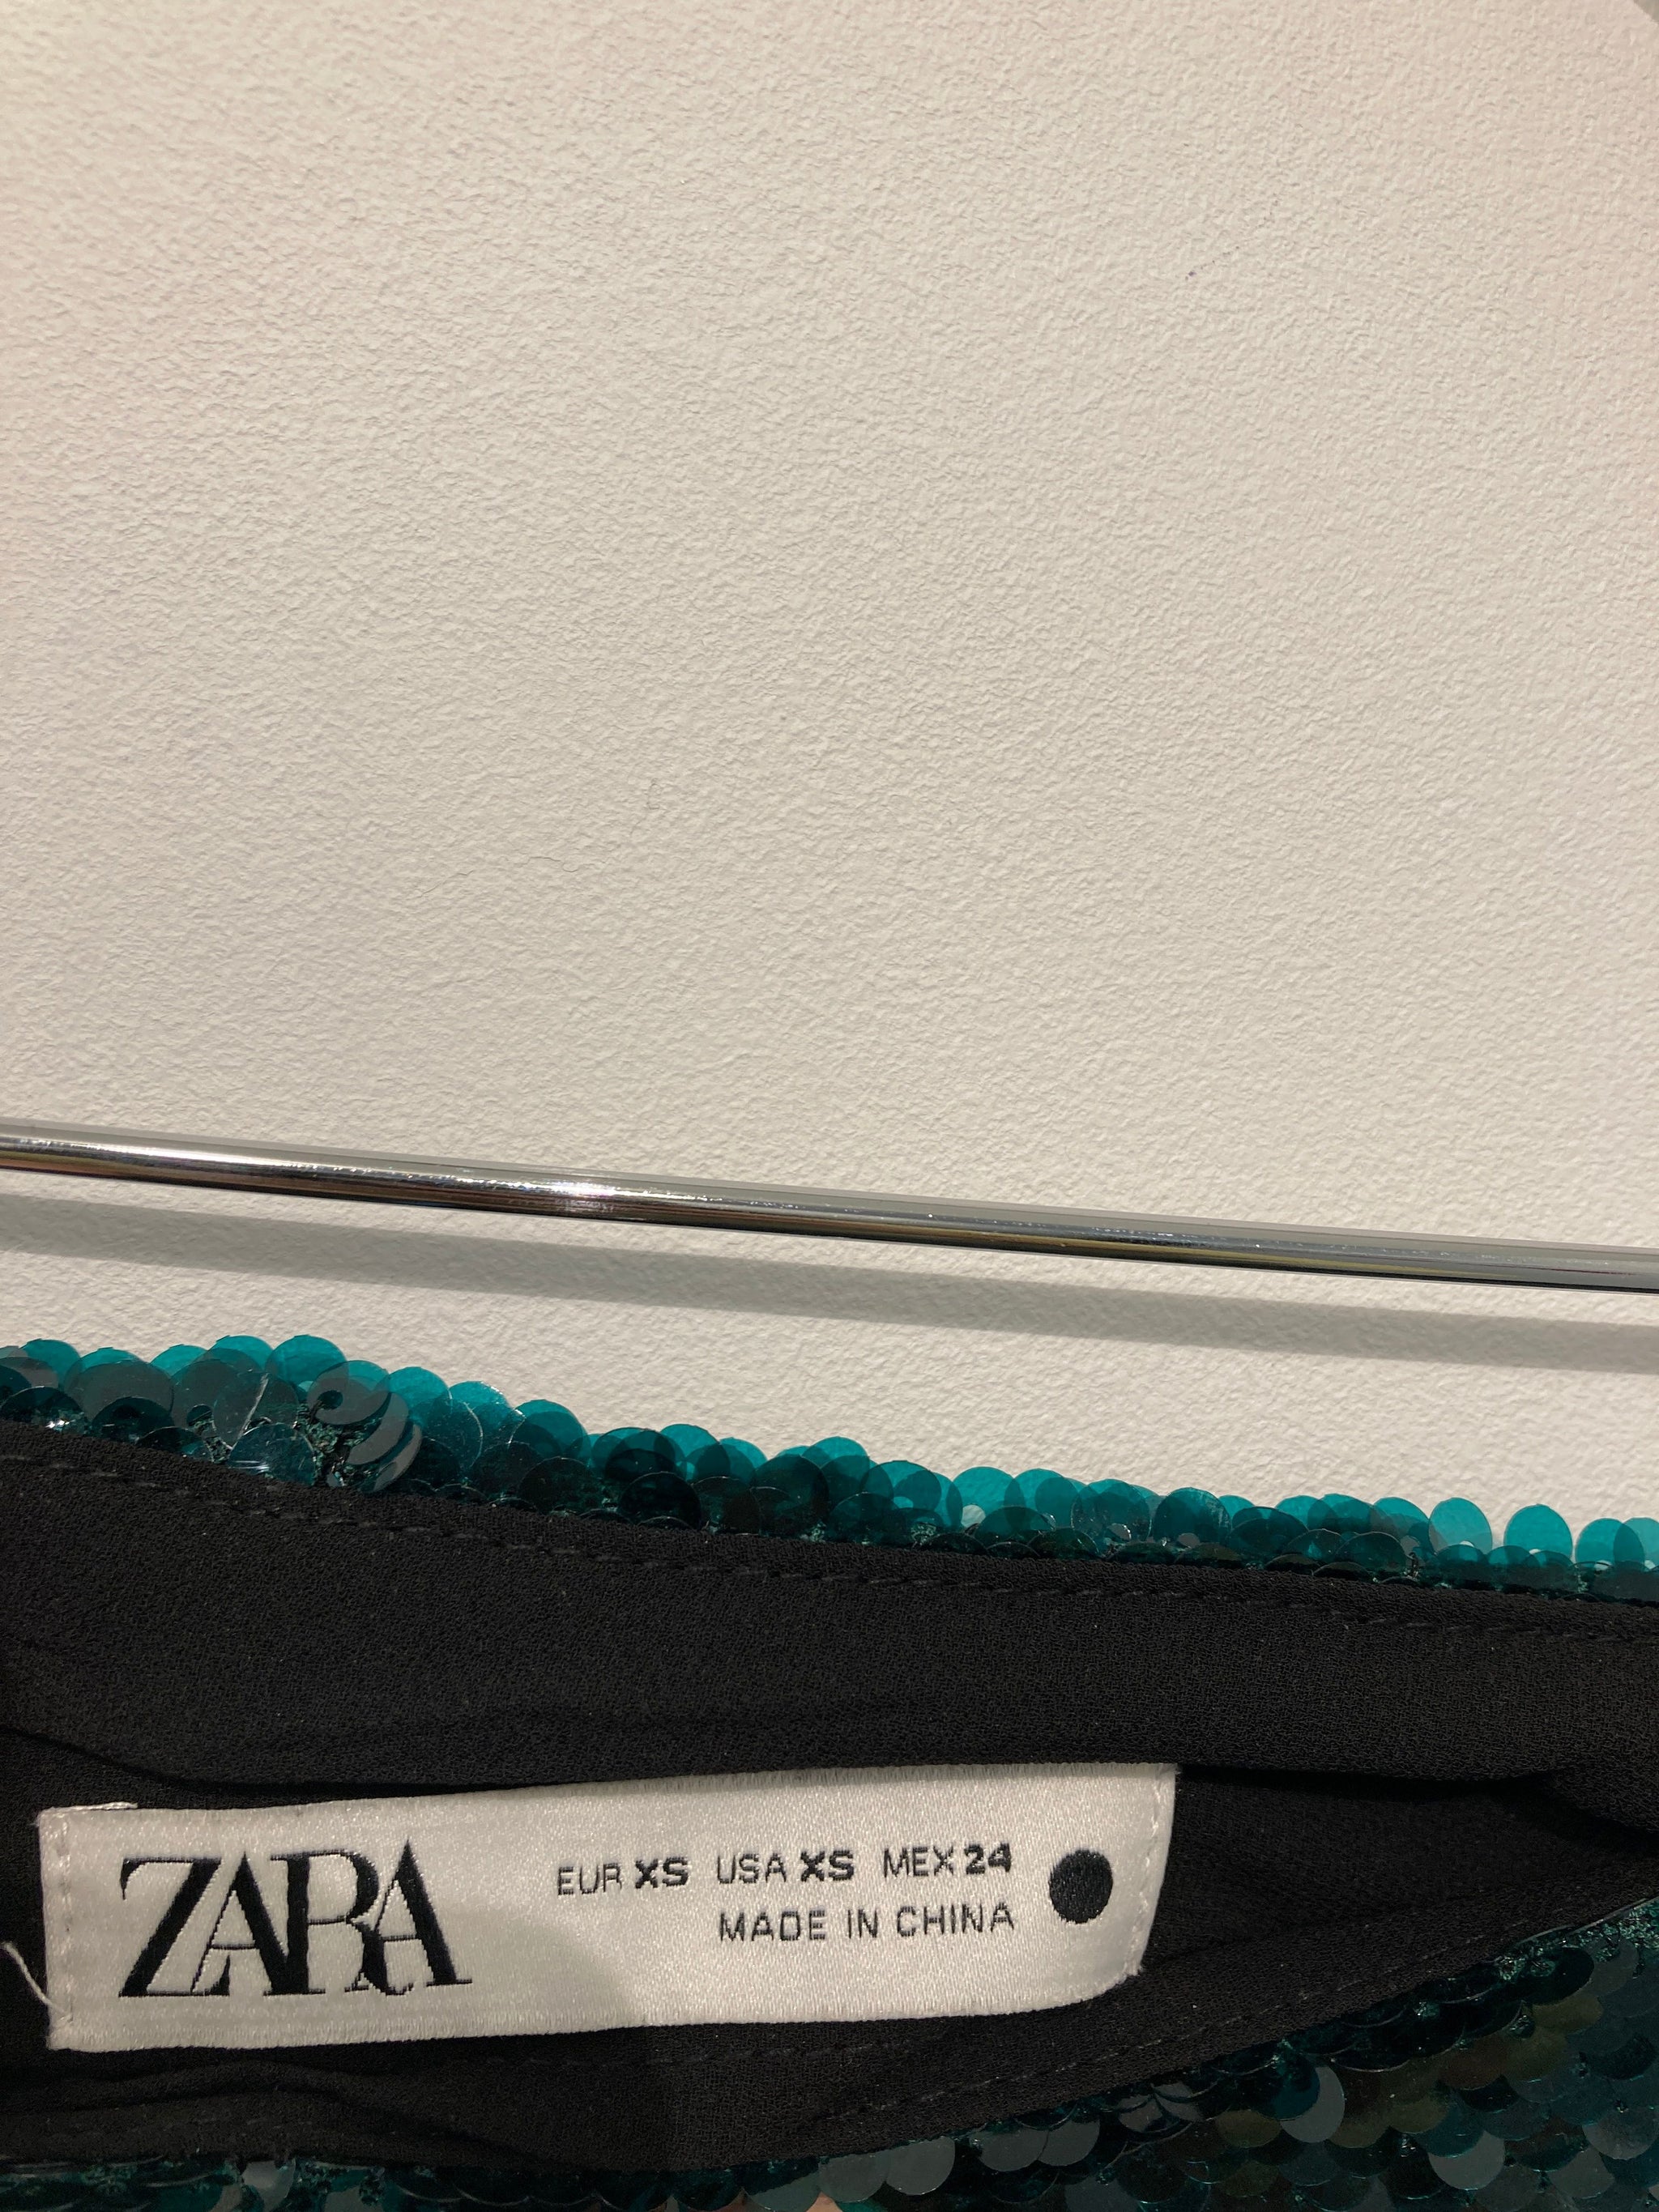 ZARA
EUR XS USA XS MEX 24
MADE IN CHINA